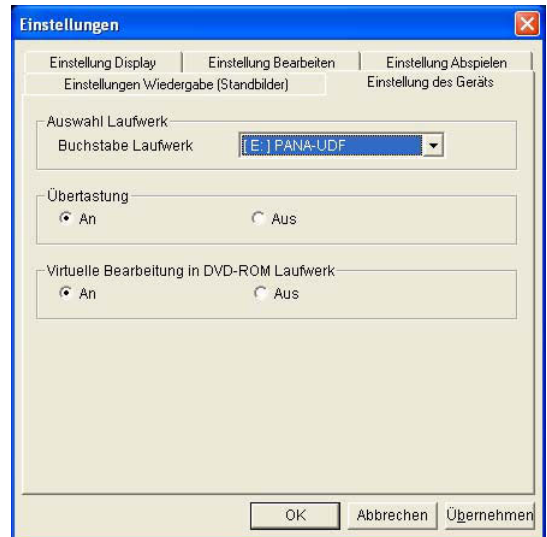 Einstellungen
Einstellung Display
Einstellung Bearbeiten
Einstellung Abspielen
Einstellungen Wiedergabe (Standbilder)
Einstellung des Geräts
Auswahl Laufwerk
Buchstabe Laufwerk
[ E: ] PANA-UDF
Übertastung
An
Aus
Virtuelle Bearbeitung in DVD-ROM Laufwerk
An
Aus
OK
Abbrechen
Übernehmen